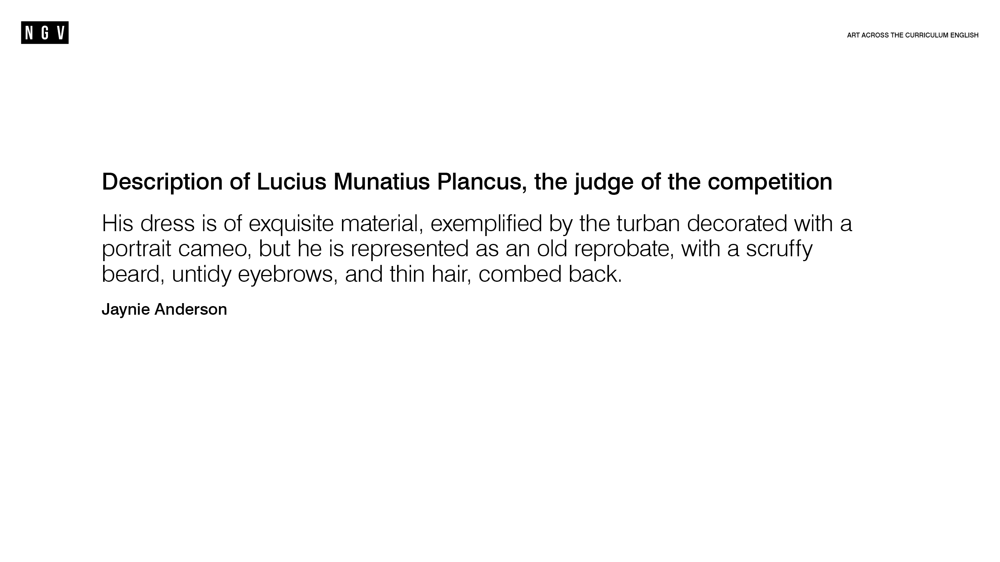 NGV
ART ACROSS THE CURRICULUM ENGLISH
Description of Lucius Munatius Plancus, the judge of the competition
His dress is of exquisite material, exemplified by the turban decorated with a
portrait cameo, but he is represented as an old reprobate, with a scruffy
beard, untidy eyebrows, and thin hair, combed back.
Jaynie Anderson